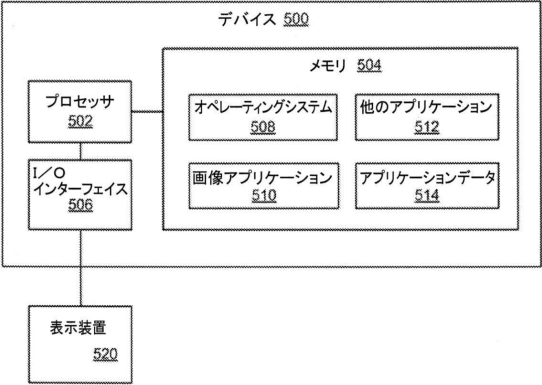 デバイス 500
メモリ 504
プロセッサ
502
オペレーティングシステム
508
他のアプリケーション
512
I/O
インターフェイス
506
画像アプリケーション
510
アプリケーションデータ
514
表示装置
520